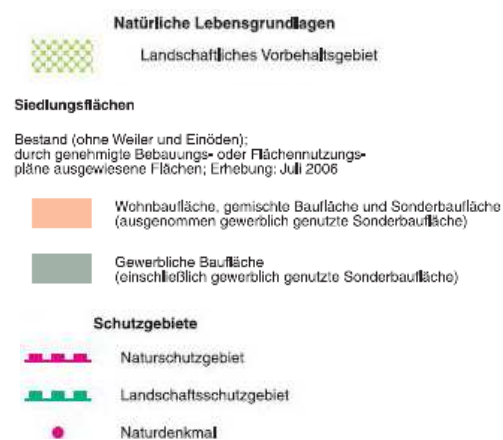 Natürliche Lebensgrundlagen
Landschaftliches Vorbehaltsgebiet
Siedlungsflächen
Bestand (ohne Weiler und Einöden);
durch genehmigte Bebauungs- oder Flächennutzungs-
pläne ausgewiesene Flächen; Erhebung: Juli 2006
Wohnbaufläche, gemischte Baufläche und Sonderbaufläche
(ausgenommen gewerblich genutzte Sonderbaufläche)
Gewerbliche Baufläche
(einschließlich gewerblich genutzte Sonderbaufläche)
Schutzgebiete
Naturschutzgebiet
Landschaftsschutzgebiet
Naturdenkmal